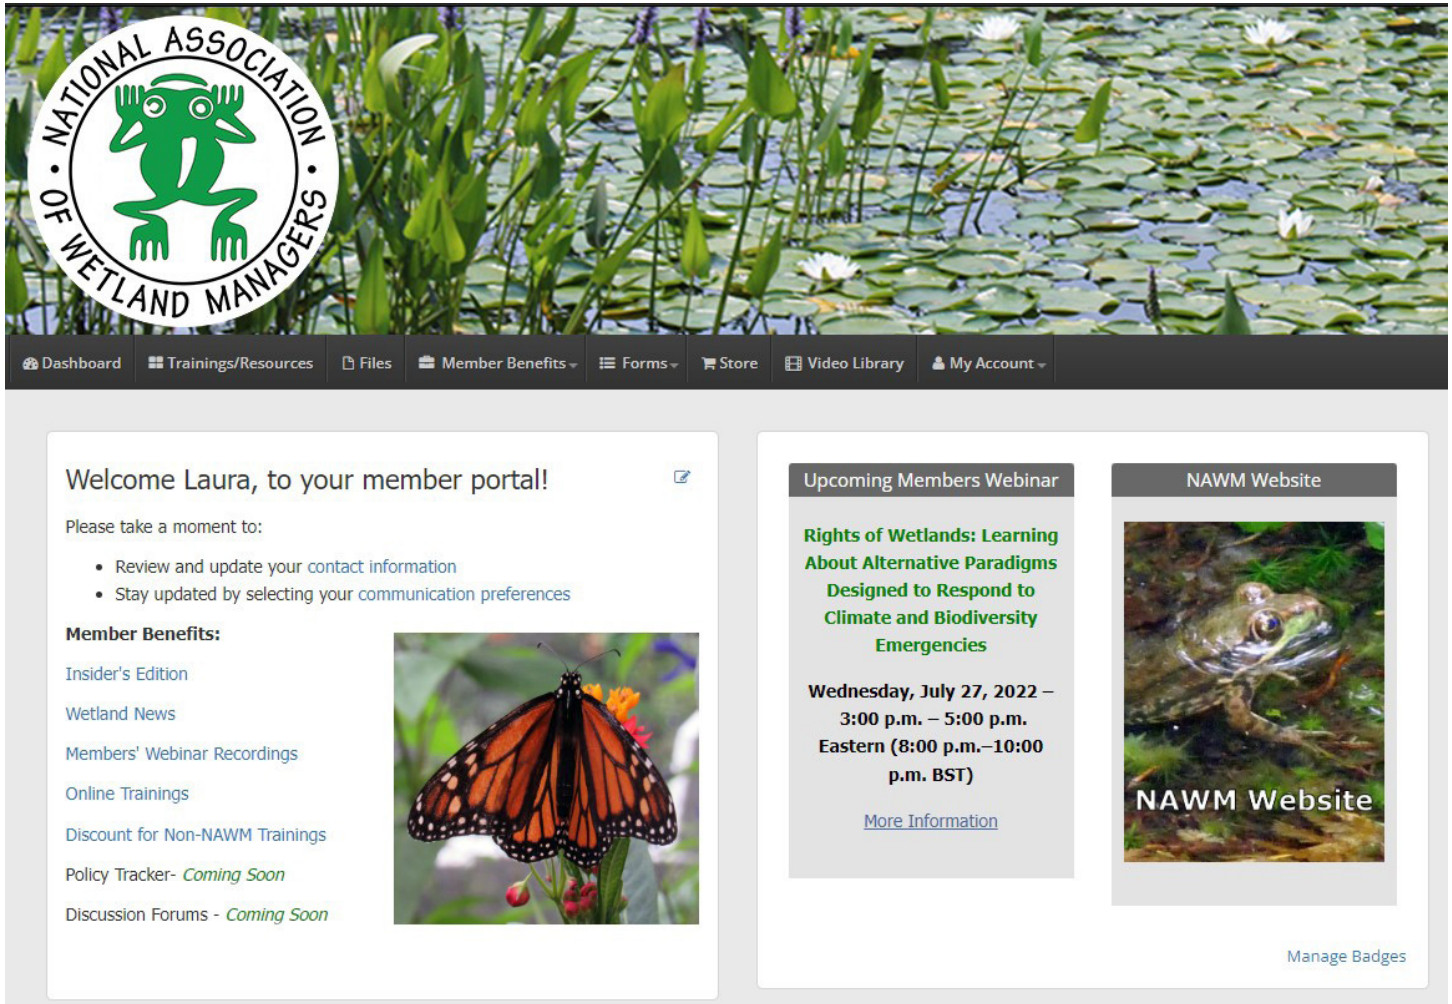 NATIONAL ASSOCIATION
• OF WETLAND MANAGERS •
Dashboard
Trainings/Resources
Files
Member Benefits
Forms
Store
Video Library
My Account
Welcome Laura, to your member portal!
Please take a moment to:
• Review and update your contact information
• Stay updated by selecting your communication preferences
Member Benefits:
Insider's Edition
Wetland News
Members' Webinar Recordings
Online Trainings
Discount for Non-NAWM Trainings
Policy Tracker- Coming Soon
Discussion Forums - Coming Soon
Upcoming Members Webinar
Rights of Wetlands: Learning
About Alternative Paradigms
Designed to Respond to
Climate and Biodiversity
Emergencies
Wednesday, July 27, 2022 –
3:00 p.m. – 5:00 p.m.
Eastern (8:00 p.m.–10:00
p.m. BST)
More Information
NAWM Website
NAWM Website
Manage Badges